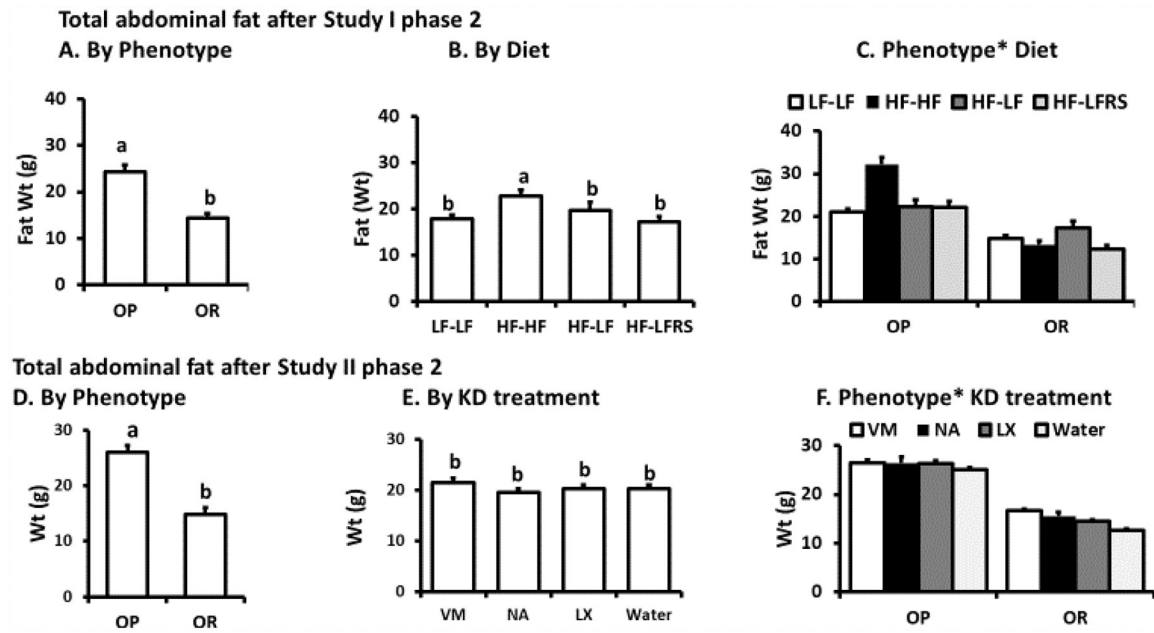 Total abdominal fat after Study I phase 2
A. By Phenotype
40
30
20
10
0
Fat Wt (g)
a
b
OP OR
B. By Diet
40
30
20
10
0
Fat (Wt)
b
a
b
b
LF-LF HF-HF HF-LF HF-LFRS
C. Phenotype* Diet
LF-LF HF-HF HF-LF HF-LFRS
40
30
20
10
0
Fat Wt (g)
OP OR
Total abdominal fat after Study II phase 2
D. By Phenotype
30
20
10
0
Wt (g)
a
b
OP OR
E. By KD treatment
30
20
10
0
Wt (g)
b
b
b
b
VM NA LX Water
F. Phenotype* KD treatment
VM NA LX Water
30
20
10
0
Wt (g)
OP OR